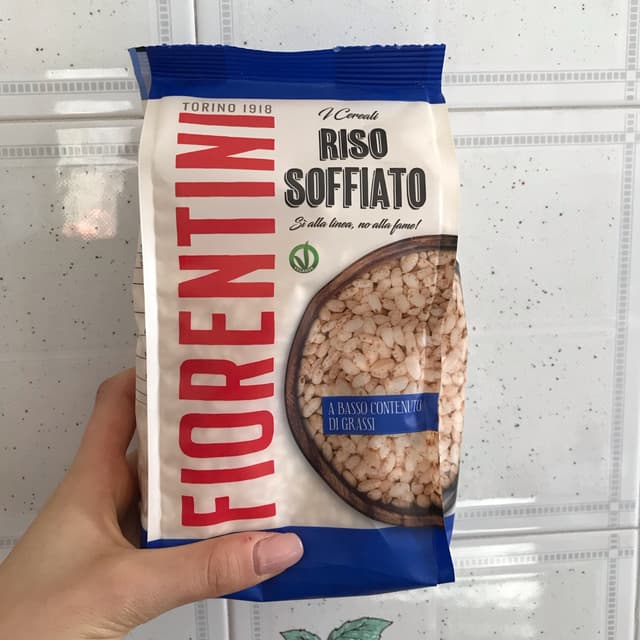 TORINO 1918
FIORENTINI
I Cereali
RISO
SOFFIATO
Sì alla linea, no alla fame!
A BASSO CONTENUTO
DI GRASSI